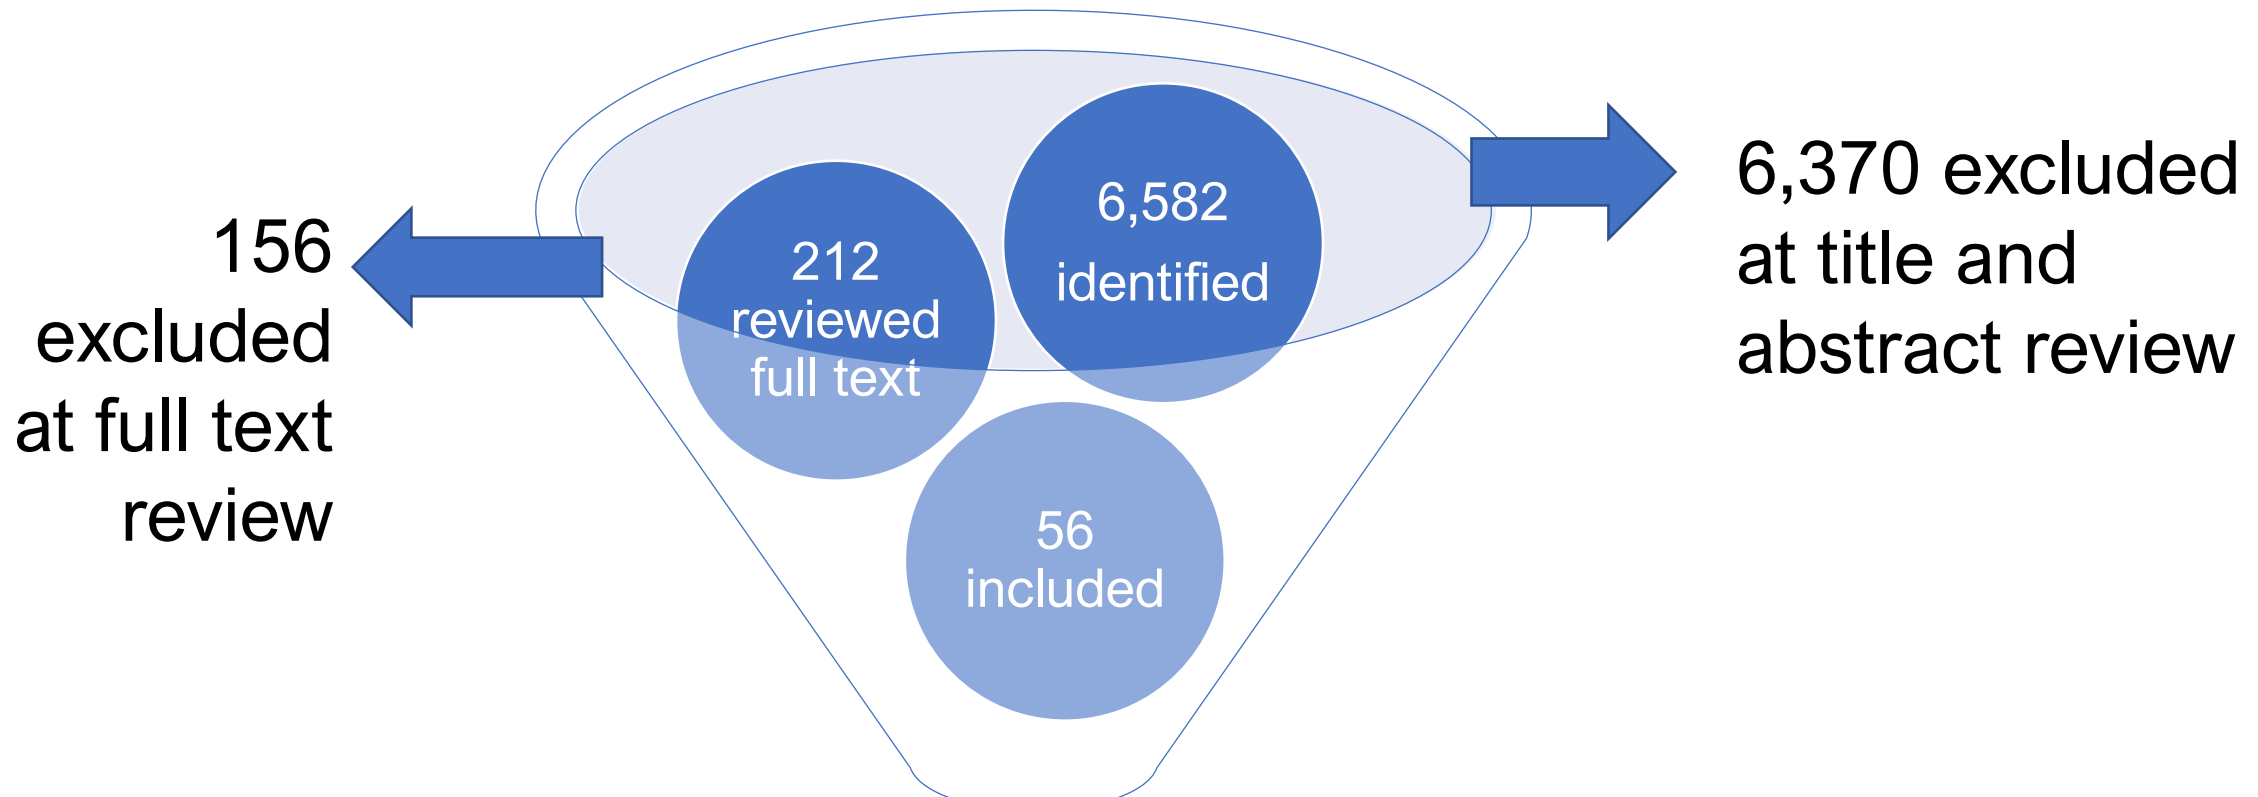 156
excluded
at full text
review
212
reviewed
full text
6,582
identified
56
included
6,370 excluded
at title and
abstract review